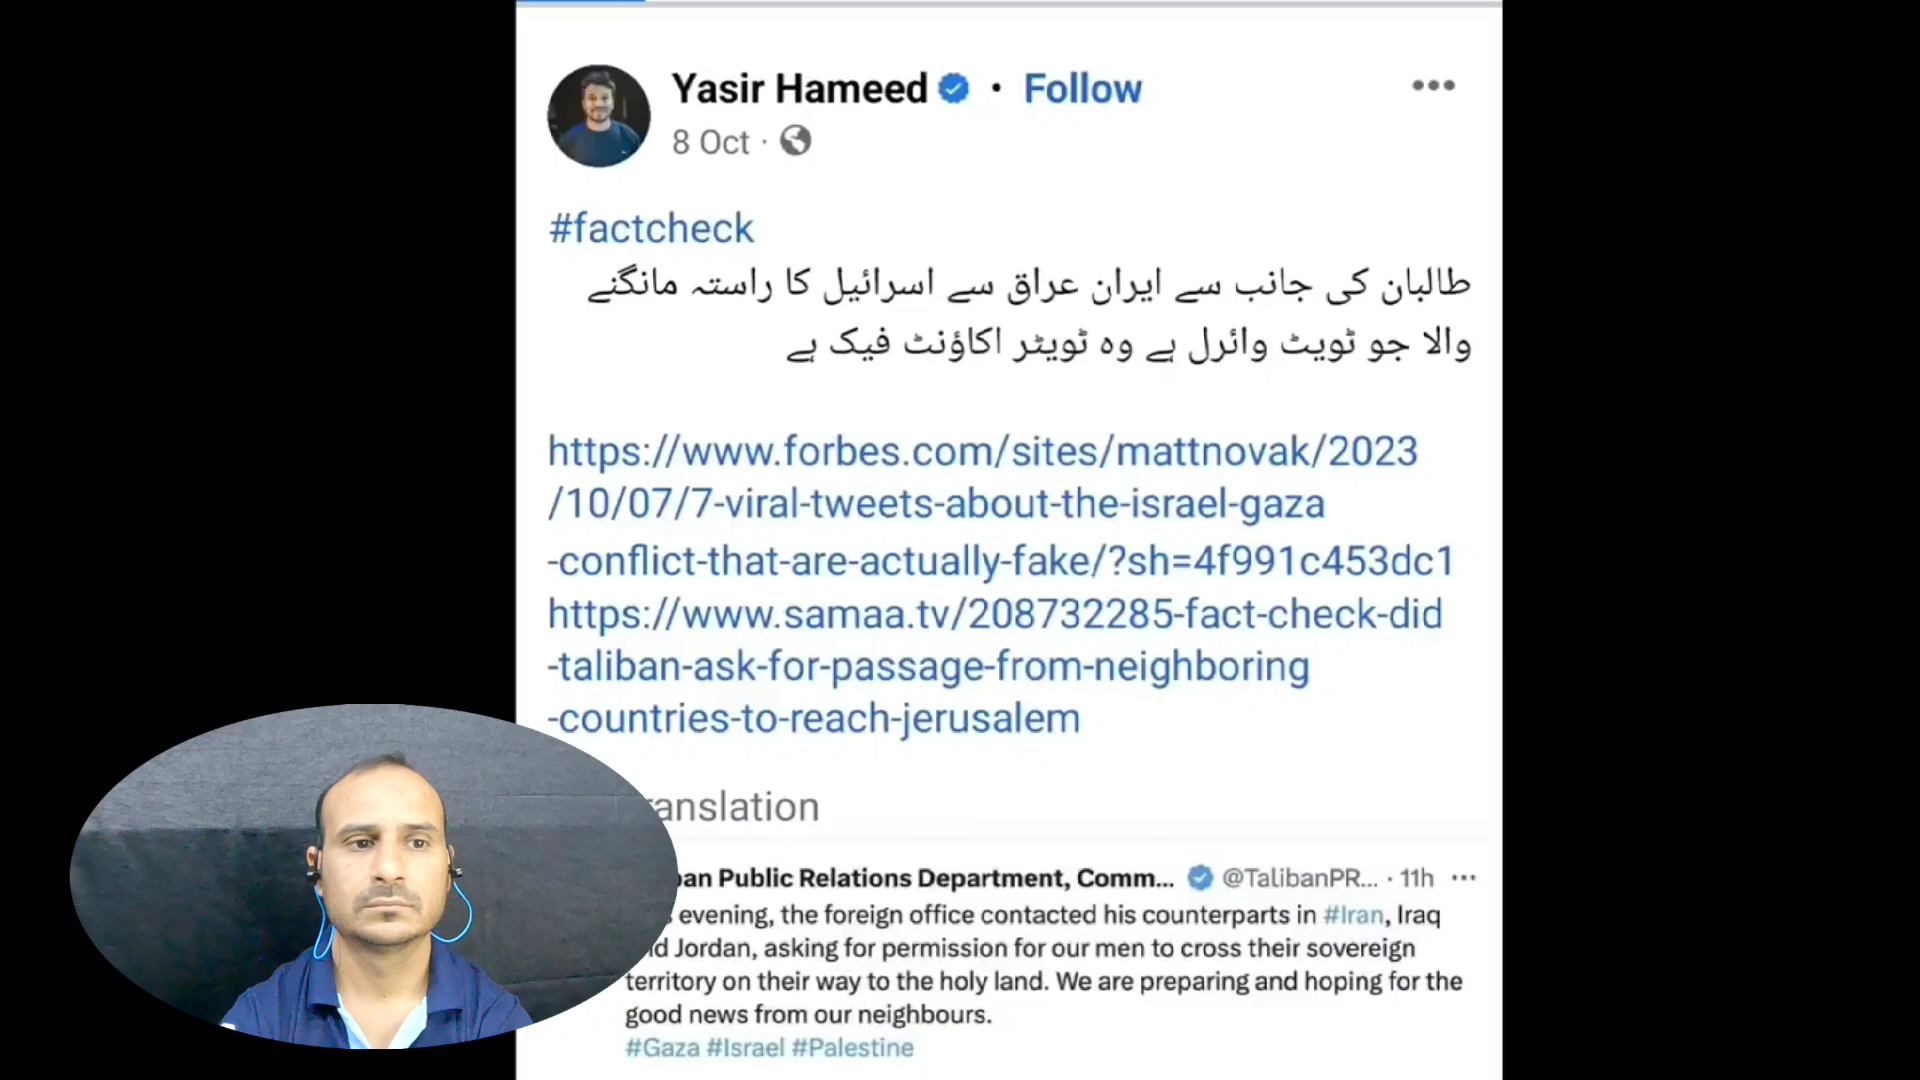 Yasir Hameed • Follow
8 Oct ·
#factcheck
طالبان کی جانب سے ایران عراق سے اسرائیل کا راستہ مانگنے
والا جو ٹویٹ وائرل ہے وہ ٹویٹر اکاؤنٹ فیک ہے
https://www.forbes.com/sites/mattnovak/2023
/10/07/7-viral-tweets-about-the-israel-gaza
-conflict-that-are-actually-fake/?sh=4f991c453dc1
https://www.samaa.tv/208732285-fact-check-did
-taliban-ask-for-passage-from-neighboring
-countries-to-reach-jerusalem
Public Relations Department, Comm... @TalibanPR... · 11h
evening, the foreign office contacted his counterparts in #Iran, Iraq
Jordan, asking for permission for our men to cross their sovereign
territory on their way to the holy land. We are preparing and hoping for the
good news from our neighbours.
#Gaza #Israel #Palestine